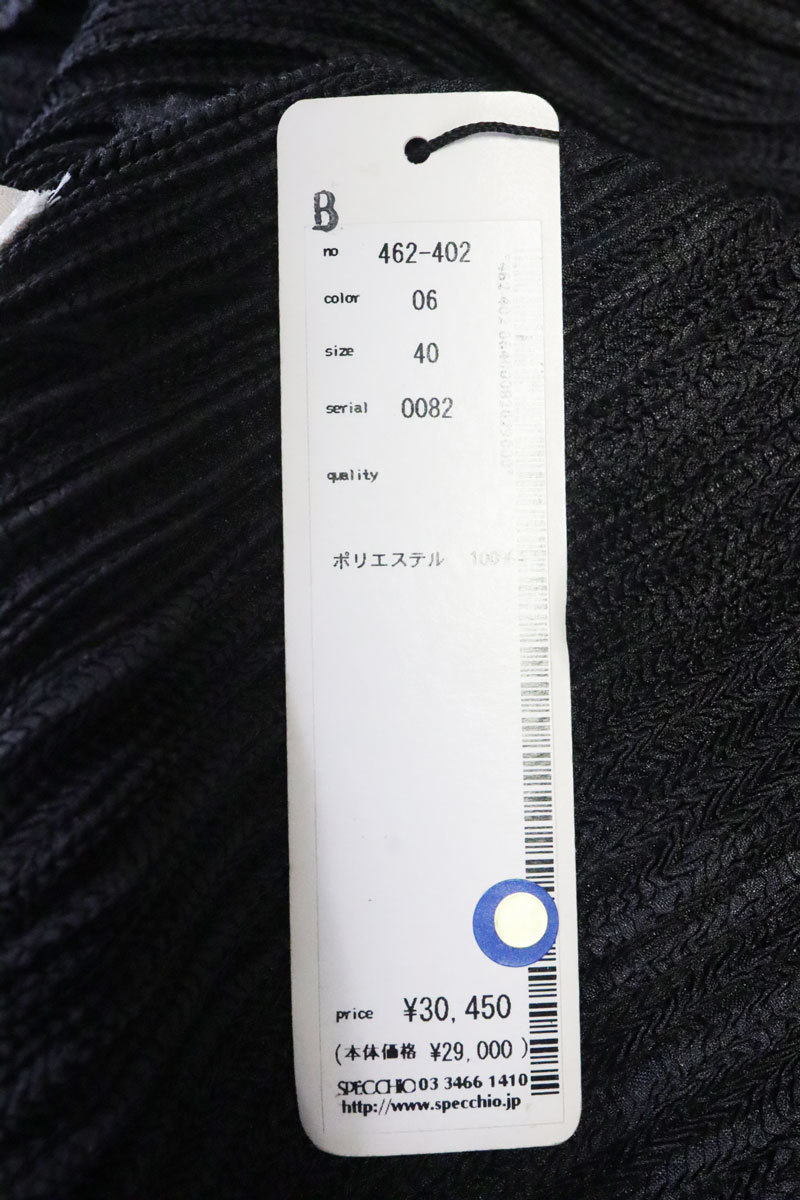 B
no 462-402
color 06
size 40
serial 0082
quality
ポリエステル 100%
price ¥30,450
(本体価格 ¥29,000)
SPECCHIO 03 3466 1410
http://www.specchio.jp